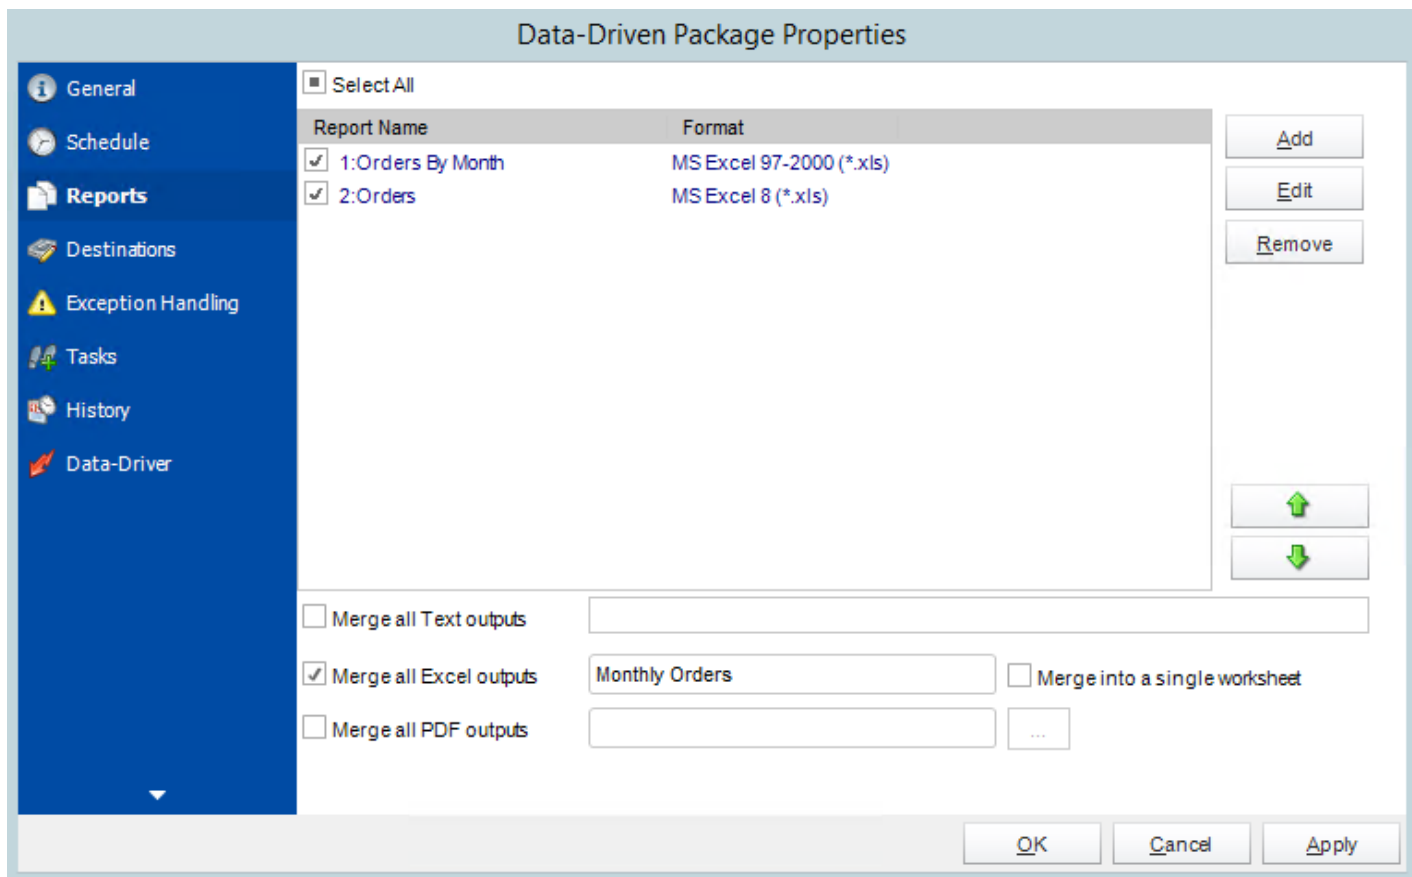 Data-Driven Package Properties
General
Schedule
Reports
Destinations
Exception Handling
Tasks
History
Data-Driver
Select All
Report Name Format
1:Orders By Month MS Excel 97-2000 (*.xls)
2:Orders MS Excel 8 (*.xls)
Add
Edit
Remove
Merge all Text outputs
Merge all Excel outputs Monthly Orders Merge into a single worksheet
Merge all PDF outputs ...
OK Cancel Apply